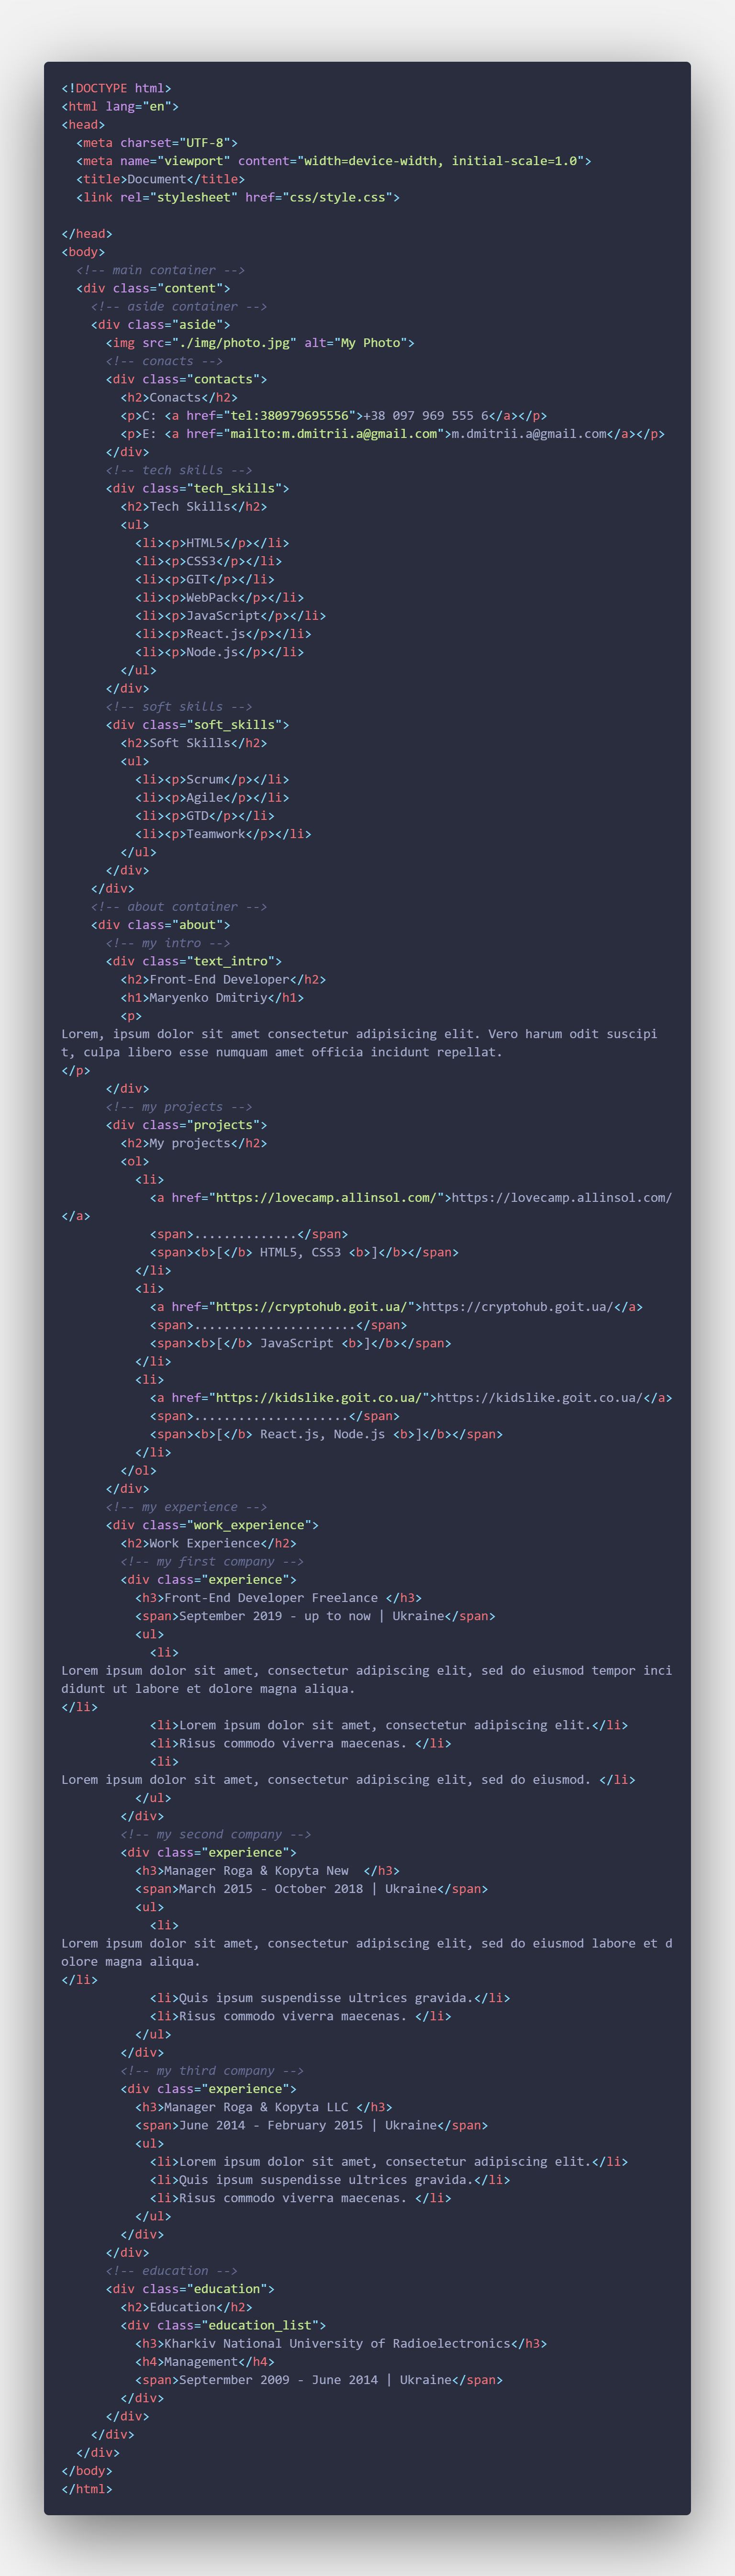 <!DOCTYPE html>
<html lang="en">
<head>
  <meta charset="UTF-8">
  <meta name="viewport" content="width=device-width, initial-scale=1.0">
  <title>Document</title>
  <link rel="stylesheet" href="css/style.css">

</head>
<body>
  <!-- main container -->
  <div class="content">
    <!-- aside container -->
    <div class="aside">
      <img src="./img/photo.jpg" alt="My Photo">
      <!-- conacts -->
      <div class="contacts">
        <h2>Conacts</h2>
        <p>C: <a href="tel:380979695556">+38 097 969 555 6</a></p>
        <p>E: <a href="mailto:m.dmitrii.a@gmail.com">m.dmitrii.a@gmail.com</a></p>
      </div>
      <!-- tech skills -->
      <div class="tech_skills">
        <h2>Tech Skills</h2>
        <ul>
          <li><p>HTML5</p></li>
          <li><p>CSS3</p></li>
          <li><p>GIT</p></li>
          <li><p>WebPack</p></li>
          <li><p>JavaScript</p></li>
          <li><p>React.js</p></li>
          <li><p>Node.js</p></li>
        </ul>
      </div>
      <!-- soft skills -->
      <div class="soft_skills">
        <h2>Soft Skills</h2>
        <ul>
          <li><p>Scrum</p></li>
          <li><p>Agile</p></li>
          <li><p>GTD</p></li>
          <li><p>Teamwork</p></li>
        </ul>
      </div>
    </div>
    <!-- about container -->
    <div class="about">
      <!-- my intro -->
      <div class="text_intro">
        <h2>Front-End Developer</h2>
        <h1>Maryenko Dmitriy</h1>
        <p>
Lorem, ipsum dolor sit amet consectetur adipisicing elit. Vero harum odit suscipi
t, culpa libero esse numquam amet officia incidunt repellat.
</p>
      </div>
      <!-- my projects -->
      <div class="projects">
        <h2>My projects</h2>
        <ol>
          <li>
            <a href="https://lovecamp.allinsol.com/">https://lovecamp.allinsol.com/
</a>
            <span>..............</span>
            <span><b>[</b> HTML5, CSS3 <b>]</b></span>
          </li>
          <li>
            <a href="https://cryptohub.goit.ua/">https://cryptohub.goit.ua/</a>
            <span>......................</span>
            <span><b>[</b> JavaScript <b>]</b></span>
          </li>
          <li>
            <a href="https://kidslike.goit.co.ua/">https://kidslike.goit.co.ua/</a>
            <span>.....................</span>
            <span><b>[</b> React.js, Node.js <b>]</b></span>
          </li>
        </ol>
      </div>
      <!-- my experience -->
      <div class="work_experience">
        <h2>Work Experience</h2>
        <!-- my first company -->
        <div class="experience">
          <h3>Front-End Developer Freelance </h3>
          <span>September 2019 - up to now | Ukraine</span>
          <ul>
            <li>
Lorem ipsum dolor sit amet, consectetur adipiscing elit, sed do eiusmod tempor inci
didunt ut labore et dolore magna aliqua.
</li>
            <li>Lorem ipsum dolor sit amet, consectetur adipiscing elit.</li>
            <li>Risus commodo viverra maecenas. </li>
            <li>
Lorem ipsum dolor sit amet, consectetur adipiscing elit, sed do eiusmod. </li>
          </ul>
        </div>
        <!-- my second company -->
        <div class="experience">
          <h3>Manager Roga & Kopyta New  </h3>
          <span>March 2015 - October 2018 | Ukraine</span>
          <ul>
            <li>
Lorem ipsum dolor sit amet, consectetur adipiscing elit, sed do eiusmod labore et d
olore magna aliqua.
</li>
            <li>Quis ipsum suspendisse ultrices gravida.</li>
            <li>Risus commodo viverra maecenas. </li>
          </ul>
        </div>
        <!-- my third company -->
        <div class="experience">
          <h3>Manager Roga & Kopyta LLC </h3>
          <span>June 2014 - February 2015 | Ukraine</span>
          <ul>
            <li>Lorem ipsum dolor sit amet, consectetur adipiscing elit.</li>
            <li>Quis ipsum suspendisse ultrices gravida.</li>
            <li>Risus commodo viverra maecenas. </li>
          </ul>
        </div>
      </div>
      <!-- education -->
      <div class="education">
        <h2>Education</h2>
        <div class="education_list">
          <h3>Kharkiv National University of Radioelectronics</h3>
          <h4>Management</h4>
          <span>Septermber 2009 - June 2014 | Ukraine</span>
        </div>
      </div>
    </div>
  </div>
</body>
</html>